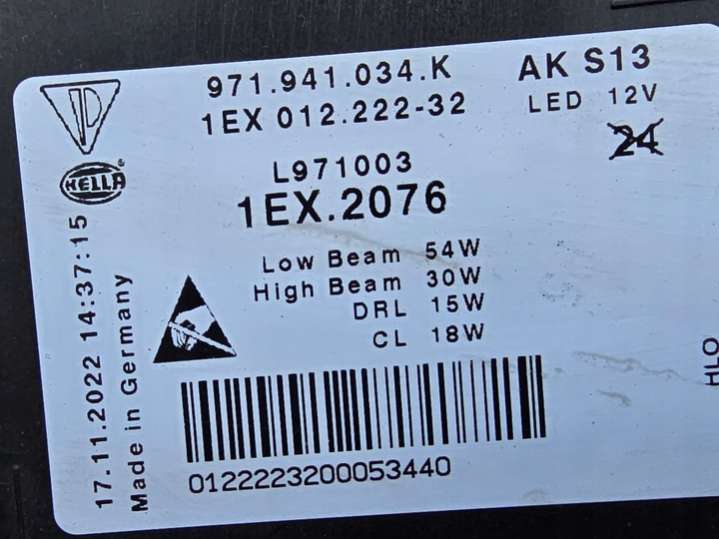 971.941.034.K
AK S13
1EX 012.222-32
LED 12V
24
L971003
HELLA
1EX.2076
Low Beam 54W
High Beam 30W
DRL 15W
CL 18W
17.11.2022 14:37:15
Made in Germany
0122223200053440
HLO